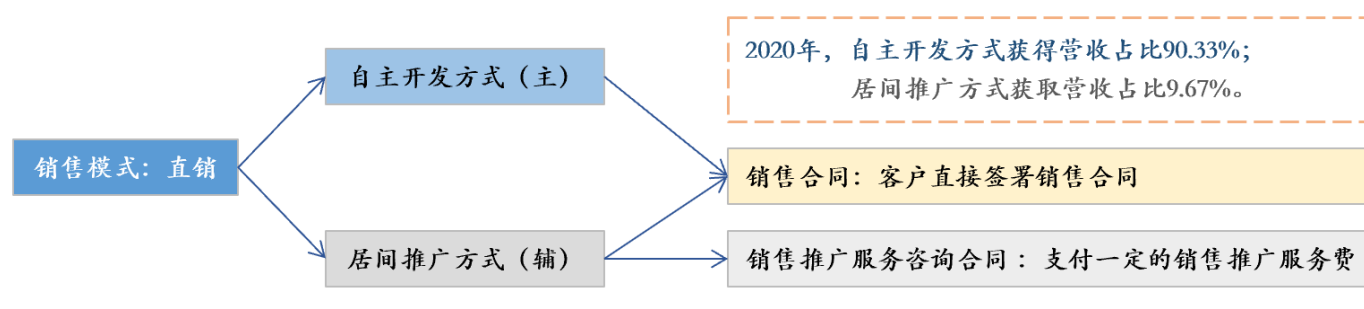 2020年，自主开发方式获得营收占比90.33%；
居间推广方式获取营收占比9.67%。
自主开发方式（主）
销售模式：直销
销售合同：客户直接签署销售合同
居间推广方式（辅）
销售推广服务咨询合同：支付一定的销售推广服务费